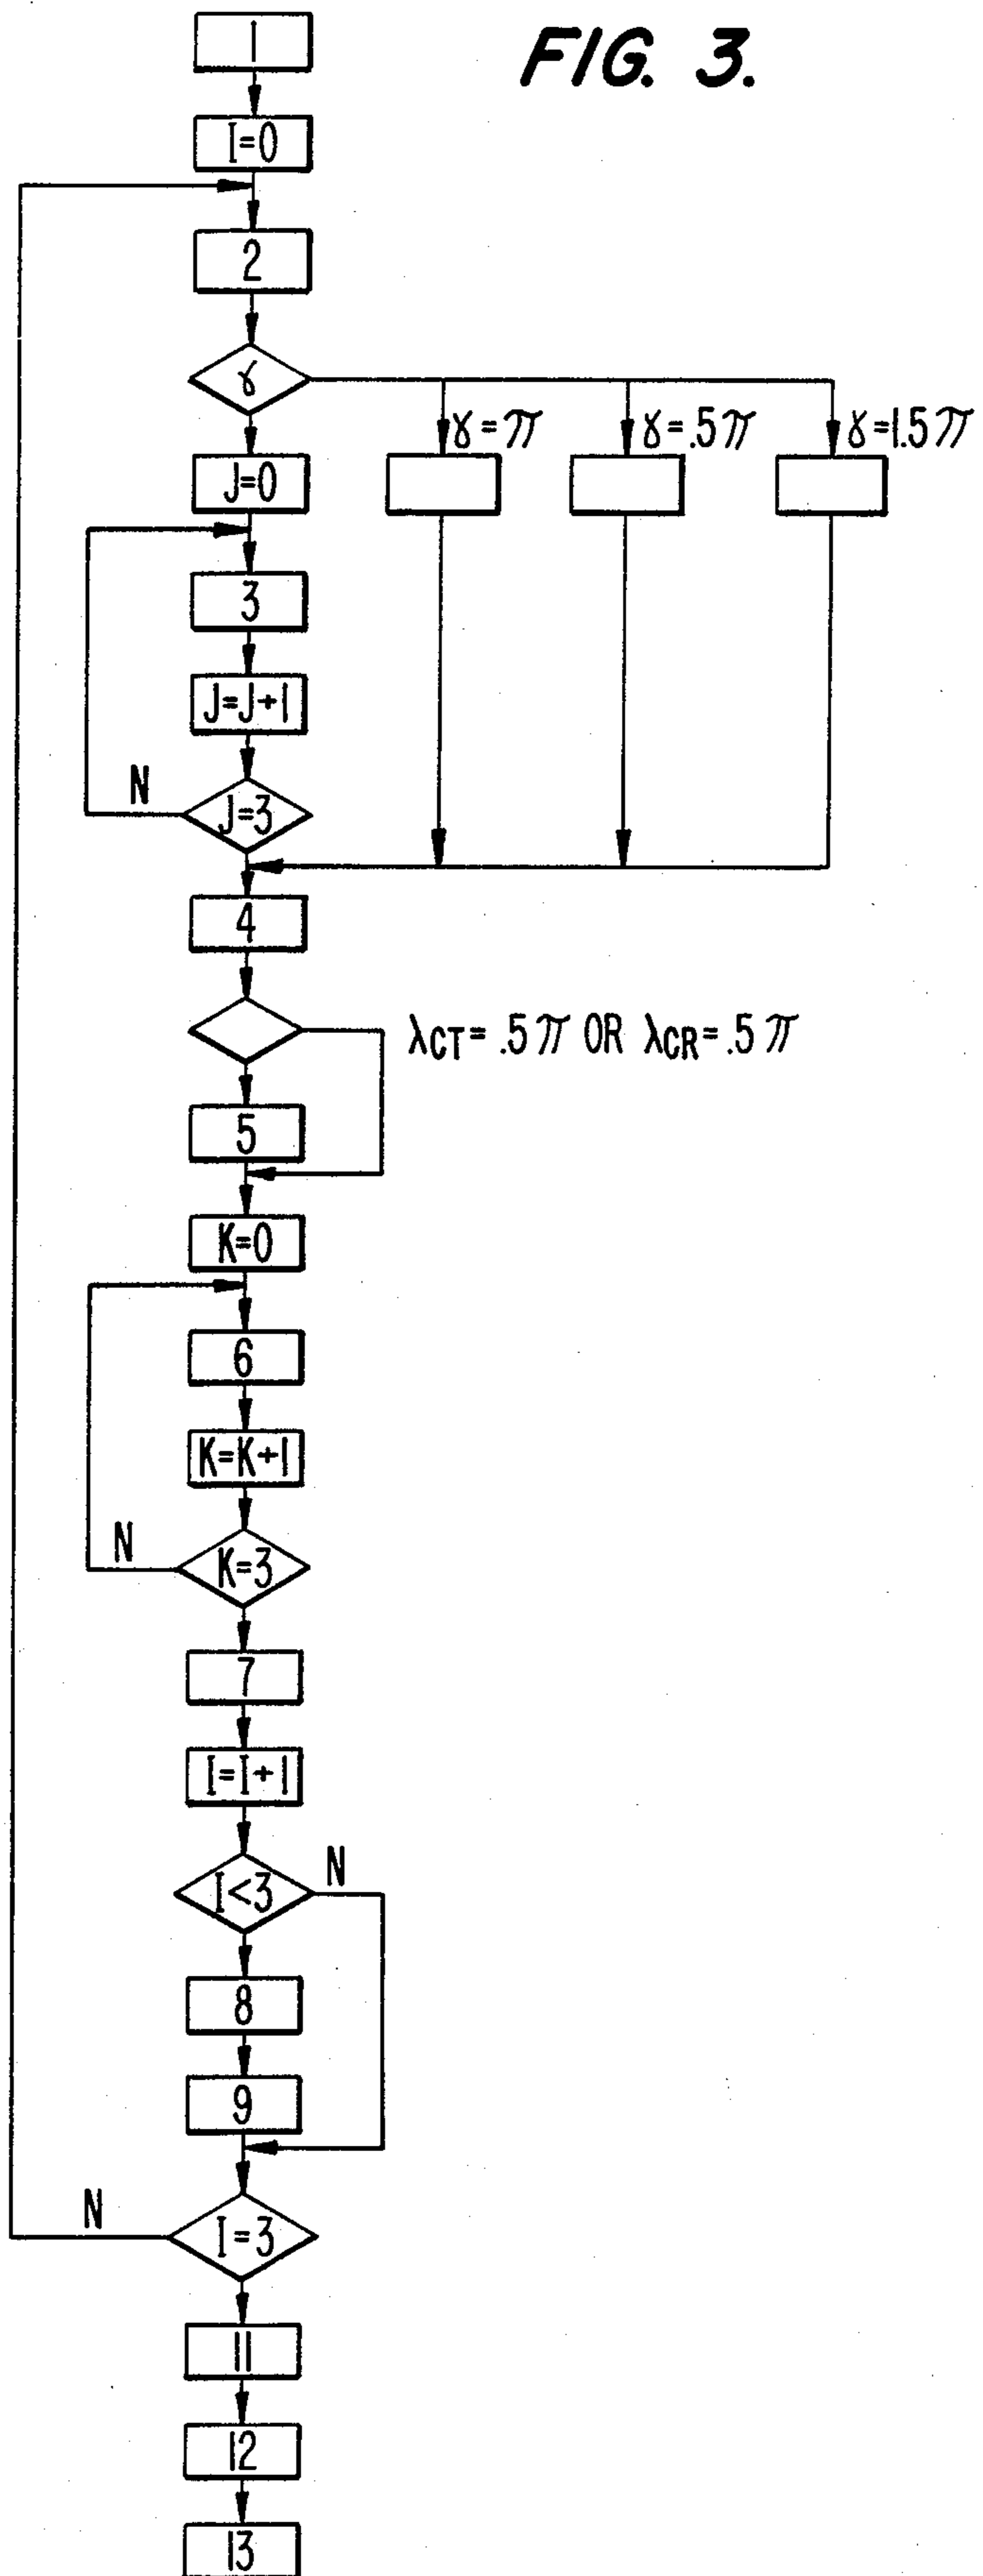 FIG. 3.
1
I=0
2
γ
γ=π
γ=.5π
γ=1.5π
J=0
3
J=J+1
N
J=3
4
λCT=.5π OR λCR=.5π
5
K=0
6
K=K+1
N
K=3
7
I=I+1
N
I<3
8
9
N
I=3
11
12
13